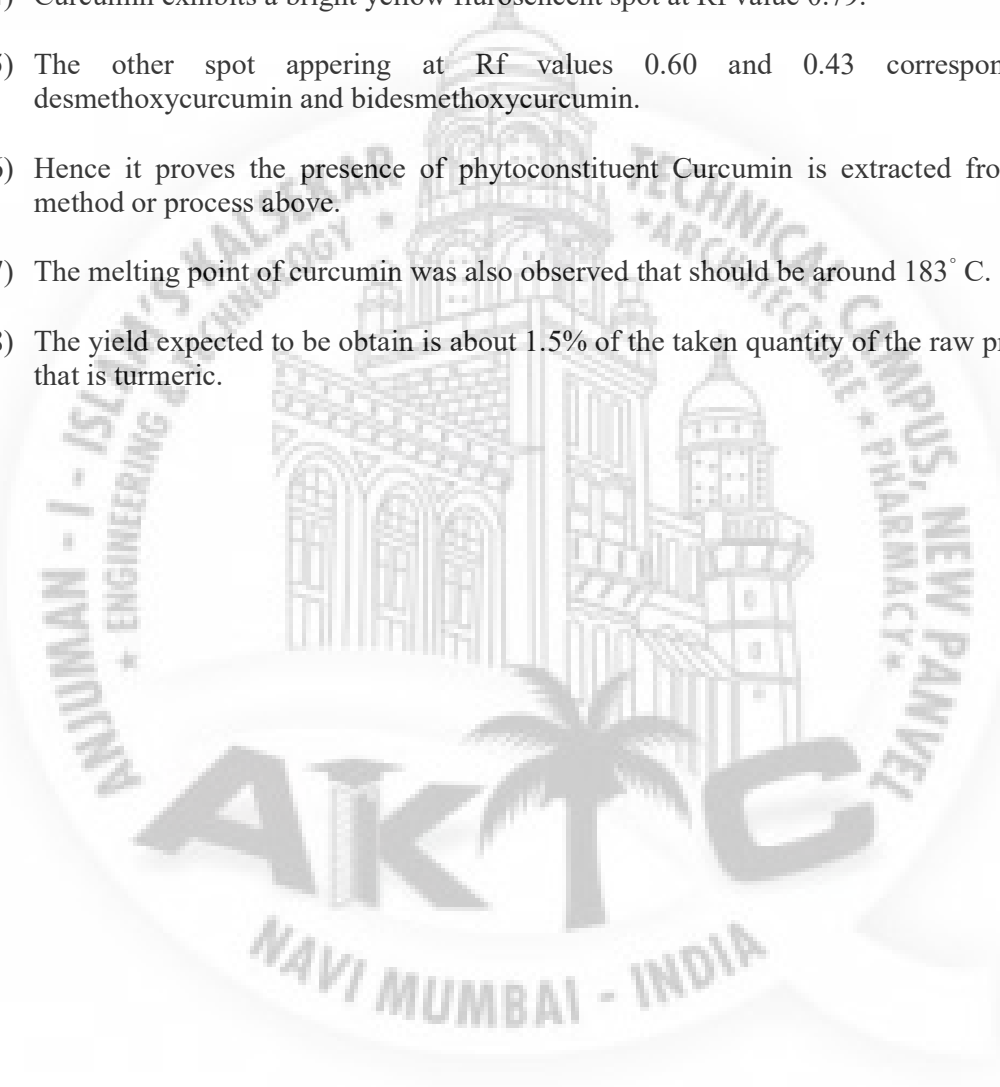 Curcumin exhibits a bright yellow fluroscencent spot at Rf value 0.79.
5) The other spot appering at Rf values 0.60 and 0.43
desmethoxycurcumin and bidesmethoxycurcumin.
6) Hence it proves the presence of phytoconstituent Curcumin is extracted
method or process above.
7) The melting point of curcumin was also observed that should be around 183° C.
8) The yield expected to be obtain is about 1.5% of the taken quantity of the raw
that is turmeric.
ANJUMAN - I - ISLAM'S KALSEKAR TECHNICAL CAMPUS, NEW PANVEL
* ENGINEERING & TECHNOLOGY * *ARCHITECTURE * PHARMACY*
AKTC
NAVI MUMBAI - INDIA